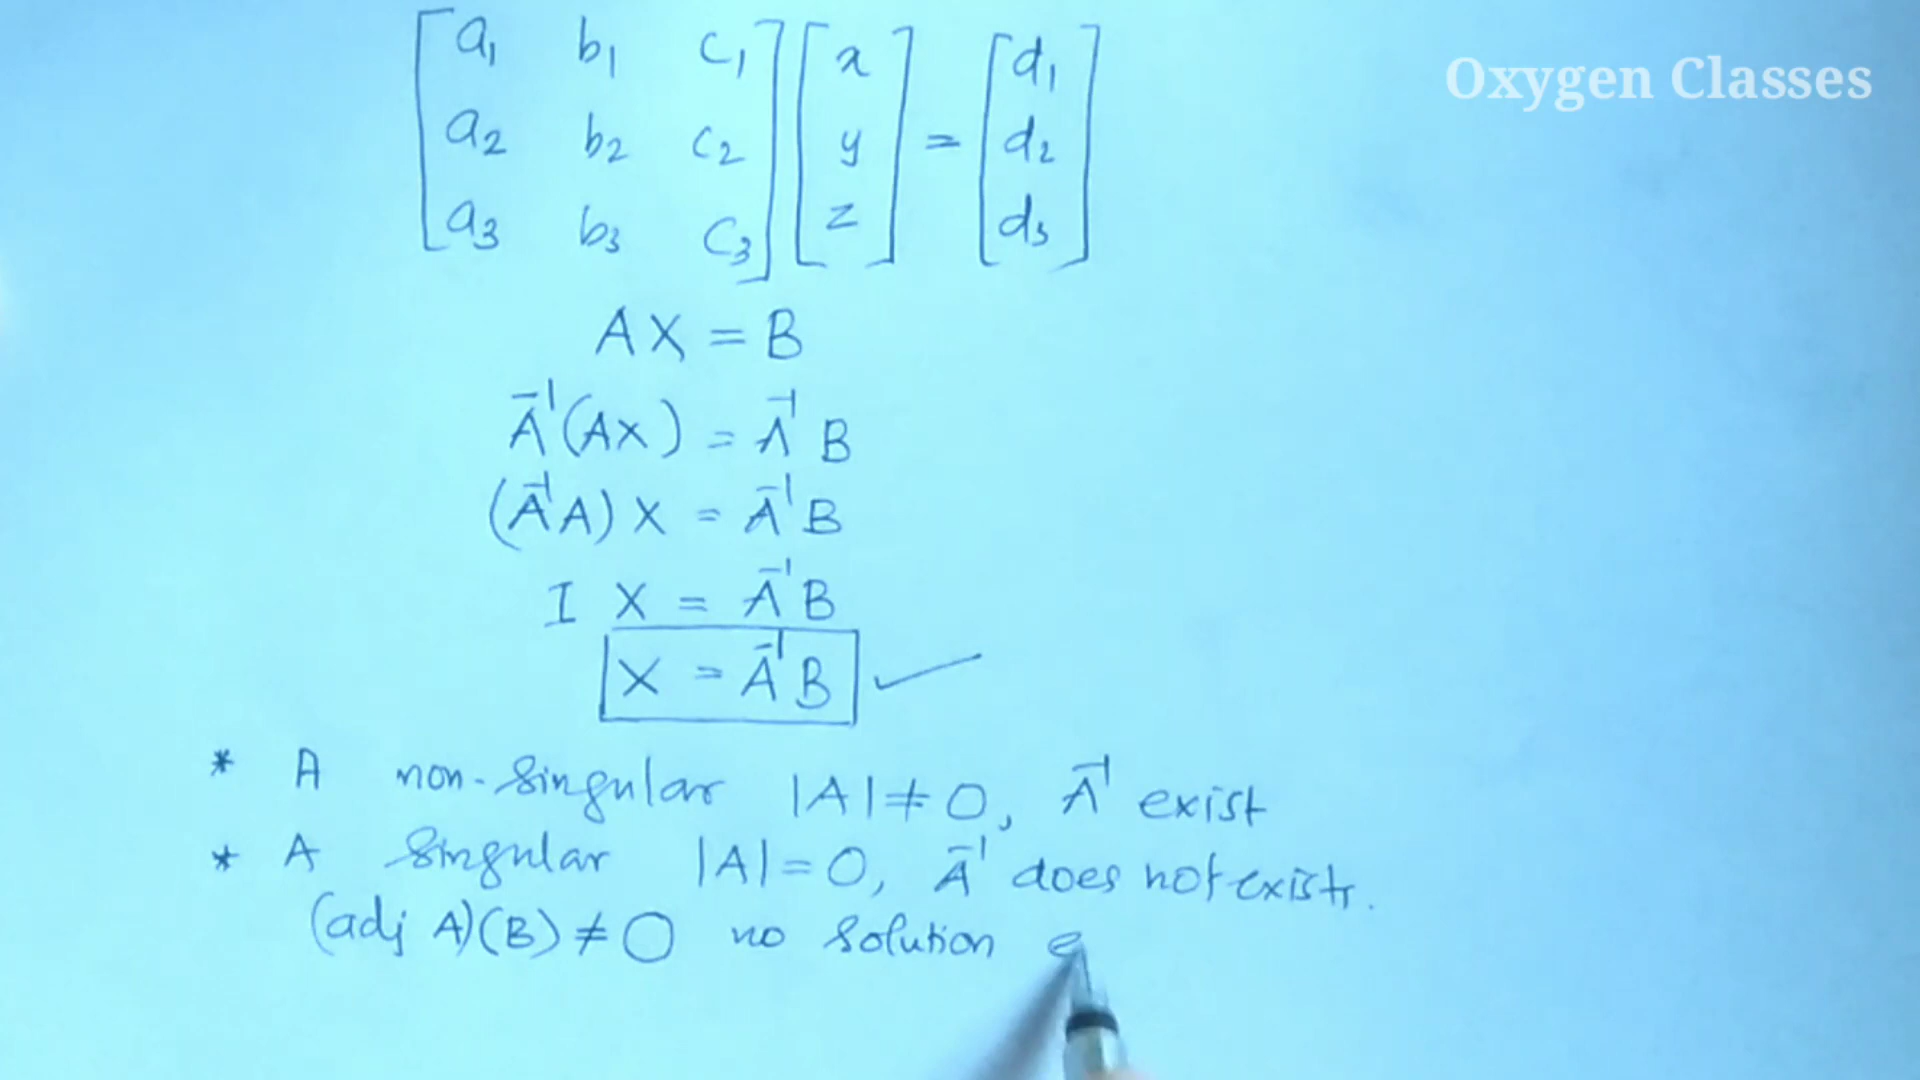 Oxygen Classes
[a₁ b₁ c₁] [x] = [d₁]
[a₂ b₂ c₂] [y] = [d₂]
[a₃ b₃ c₃] [z] = [d₃]
AX = B
A⁻¹(AX) = A⁻¹B
(A⁻¹A)X = A⁻¹B
I X = A⁻¹B
X = A⁻¹B ✓
* A non-singular |A| ≠ 0, A⁻¹ exist
* A singular |A| = 0, A⁻¹ does not exists.
(adj A)(B) ≠ O no solution e